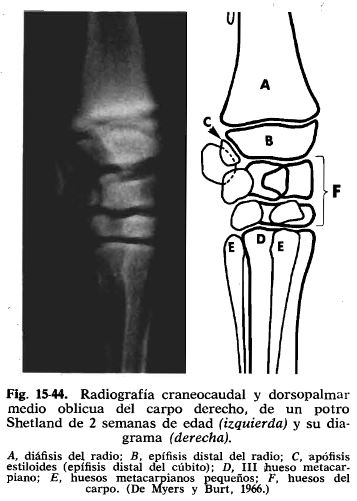 A
C
B
F
E
D
E
Fig. 15-44. Radiografía craneocaudal y dorsopalmar
medio oblicua del carpo derecho, de un potro
Shetland de 2 semanas de edad (izquierda) y su dia-
grama (derecha).
A, diáfisis del radio; B, epífisis distal del radio; C, apófisis
estiloides (epífisis distal del cúbito); D, III hueso metacar-
piano; E, huesos metacarpianos pequeños; F, huesos del
carpo. (De Myers y Burt, 1966.)